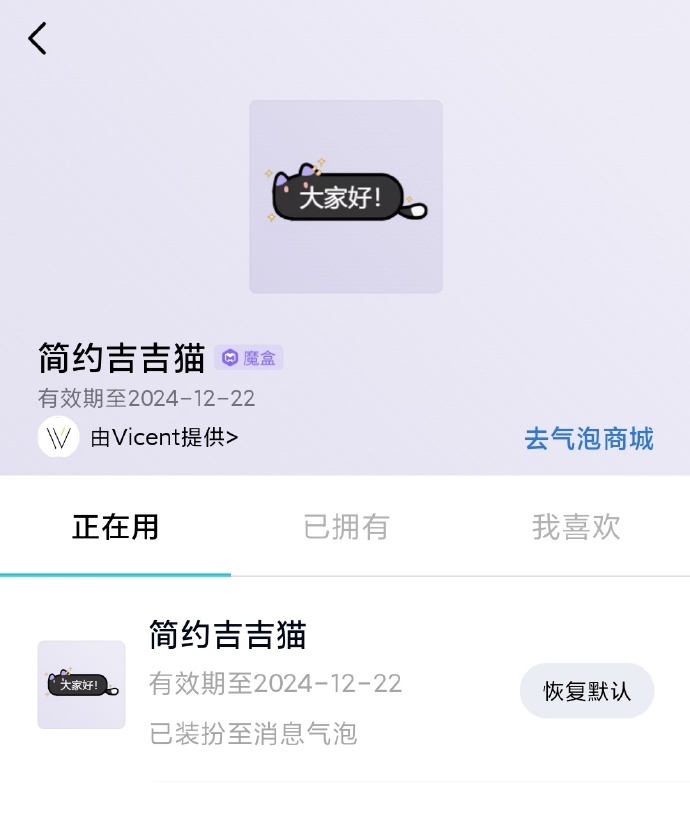 大家好!
简约吉吉猫 魔盒
有效期至2024-12-22
由Vicent提供>
去气泡商城
正在用 已拥有 我喜欢
简约吉吉猫
大家好!
有效期至2024-12-22
恢复默认
已装扮至消息气泡